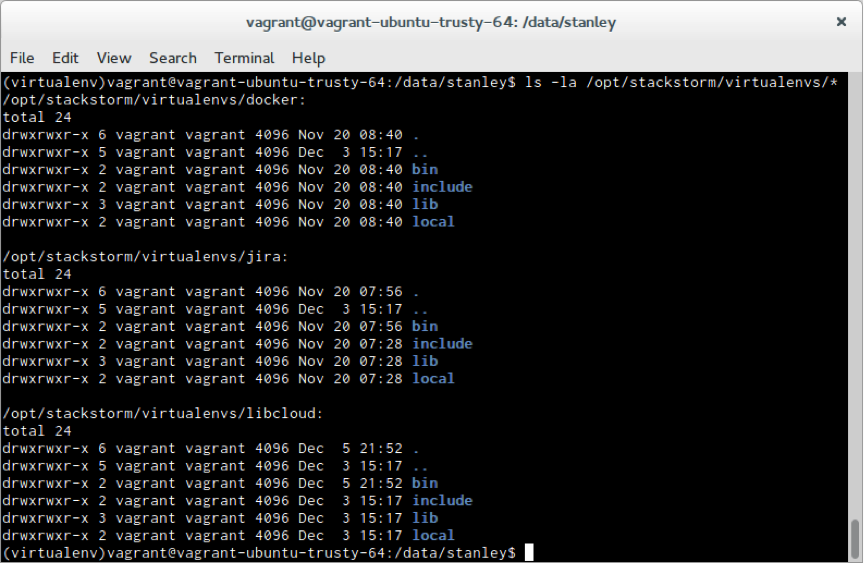 vagrant@vagrant-ubuntu-trusty-64: /data/stanley ×
File Edit View Search Terminal Help
(virtualenv)vagrant@vagrant-ubuntu-trusty-64:/data/stanley$ ls -la /opt/stackstorm/virtualenvs/*
/opt/stackstorm/virtualenvs/docker:
total 24
drwxrwxr-x 6 vagrant vagrant 4096 Nov 20 08:40 .
drwxrwxr-x 5 vagrant vagrant 4096 Dec  3 15:17 ..
drwxrwxr-x 2 vagrant vagrant 4096 Nov 20 08:40 bin
drwxrwxr-x 2 vagrant vagrant 4096 Nov 20 08:40 include
drwxrwxr-x 3 vagrant vagrant 4096 Nov 20 08:40 lib
drwxrwxr-x 2 vagrant vagrant 4096 Nov 20 08:40 local

/opt/stackstorm/virtualenvs/jira:
total 24
drwxrwxr-x 6 vagrant vagrant 4096 Nov 20 07:56 .
drwxrwxr-x 5 vagrant vagrant 4096 Dec  3 15:17 ..
drwxrwxr-x 2 vagrant vagrant 4096 Nov 20 07:56 bin
drwxrwxr-x 2 vagrant vagrant 4096 Nov 20 07:28 include
drwxrwxr-x 3 vagrant vagrant 4096 Nov 20 07:28 lib
drwxrwxr-x 2 vagrant vagrant 4096 Nov 20 07:28 local

/opt/stackstorm/virtualenvs/libcloud:
total 24
drwxrwxr-x 6 vagrant vagrant 4096 Dec  5 21:52 .
drwxrwxr-x 5 vagrant vagrant 4096 Dec  3 15:17 ..
drwxrwxr-x 2 vagrant vagrant 4096 Dec  5 21:52 bin
drwxrwxr-x 2 vagrant vagrant 4096 Dec  3 15:17 include
drwxrwxr-x 3 vagrant vagrant 4096 Dec  3 15:17 lib
drwxrwxr-x 2 vagrant vagrant 4096 Dec  3 15:17 local
(virtualenv)vagrant@vagrant-ubuntu-trusty-64:/data/stanley$